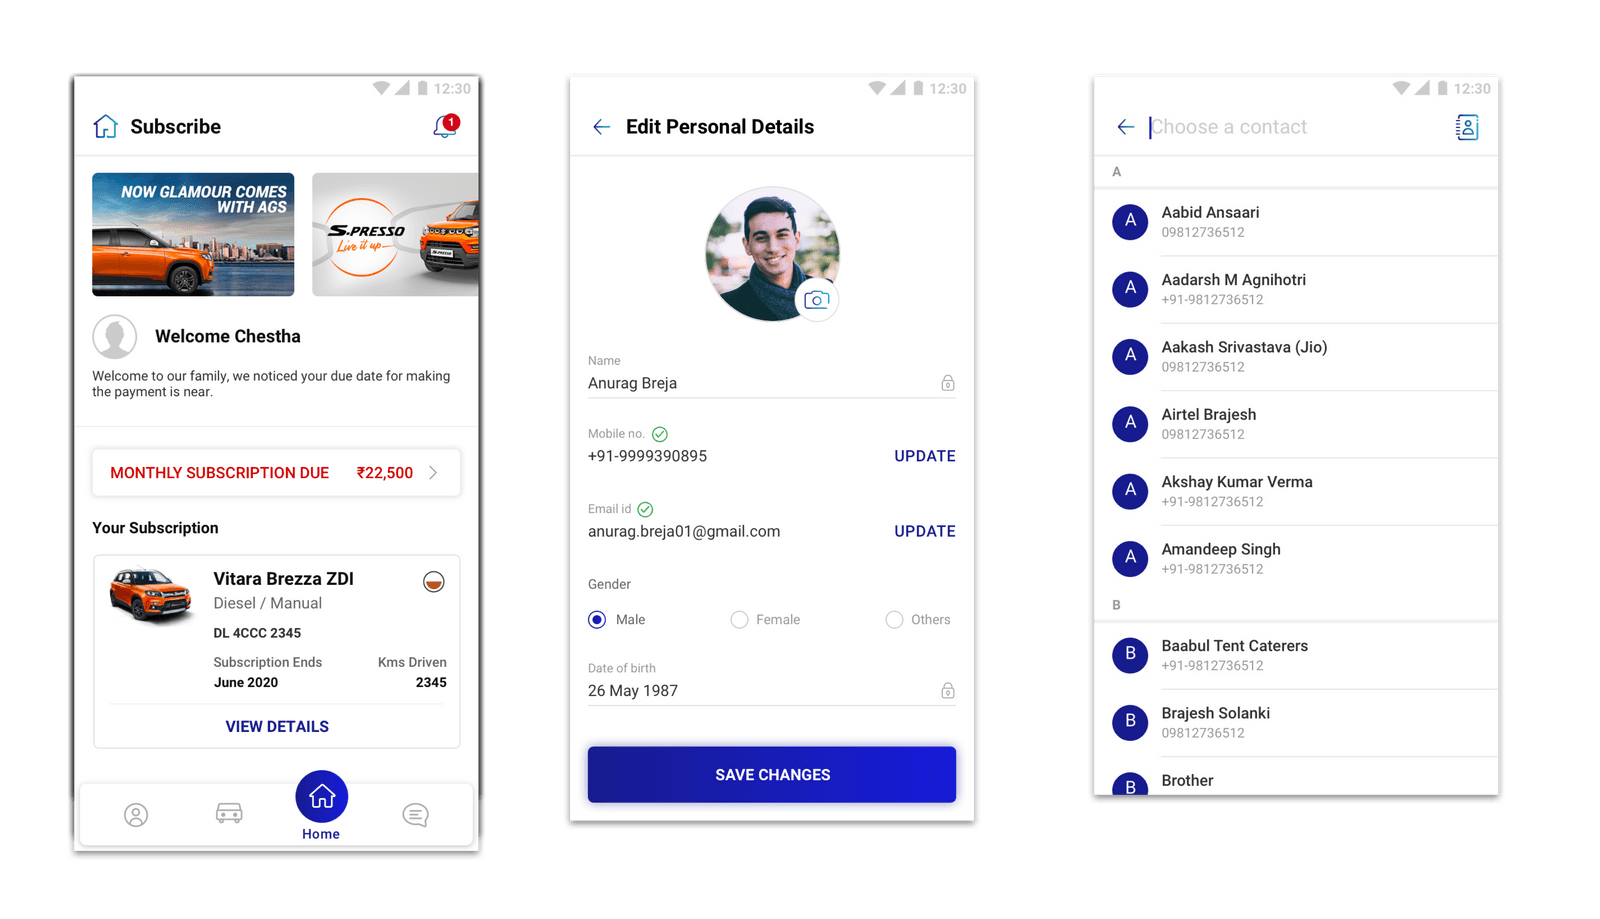 12:30
Subscribe
1
NOW GLAMOUR COMES
WITH AGS
S.PRESSO
Live it up
S.PRESSO
Welcome Chestha
Welcome to our family, we noticed your due date for making
the payment is near.
MONTHLY SUBSCRIPTION DUE ₹22,500
Your Subscription
Vitara Brezza ZDI
Diesel / Manual
DL 4CCC 2345
Subscription Ends Kms Driven
June 2020 2345
VIEW DETAILS
Home
12:30
Edit Personal Details
Name
Anurag Breja
Mobile no.
+91-9999390895 UPDATE
Email id
anurag.breja01@gmail.com UPDATE
Gender
Male Female Others
Date of birth
26 May 1987
SAVE CHANGES
12:30
Choose a contact
A
A Aabid Ansaari
09812736512
A Aadarsh M Agnihotri
+91-9812736512
A Aakash Srivastava (Jio)
09812736512
A Airtel Brajesh
09812736512
A Akshay Kumar Verma
+91-9812736512
A Amandeep Singh
+91-9812736512
B
B Baabul Tent Caterers
+91-9812736512
B Brajesh Solanki
09812736512
B Brother